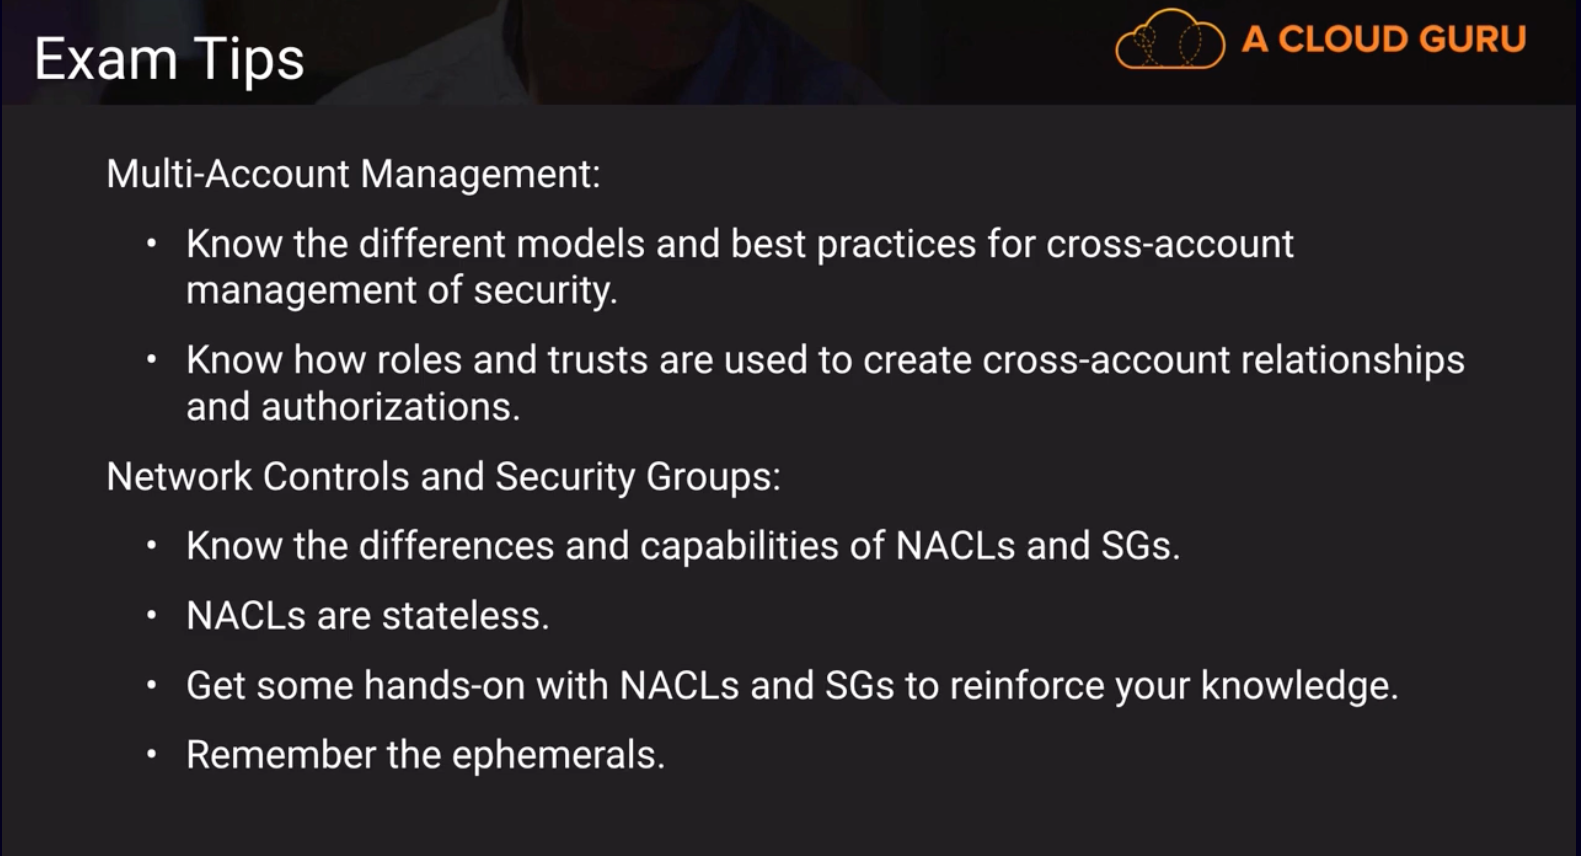 Exam Tips
A CLOUD GURU
Multi-Account Management:
• Know the different models and best practices for cross-account
management of security.
• Know how roles and trusts are used to create cross-account relationships
and authorizations.
Network Controls and Security Groups:
• Know the differences and capabilities of NACLs and SGs.
• NACLs are stateless.
• Get some hands-on with NACLs and SGs to reinforce your knowledge.
• Remember the ephemerals.